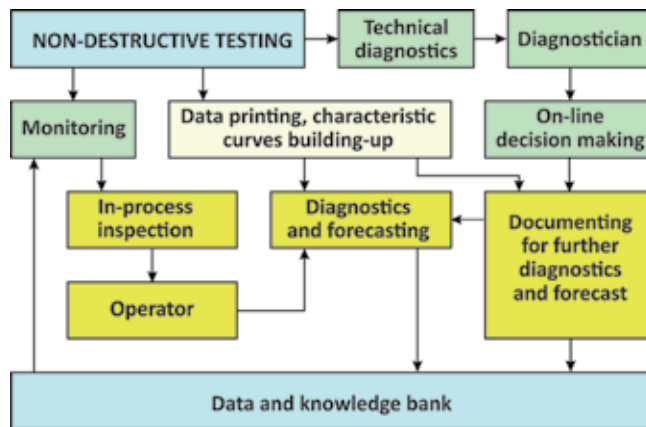 NON-DESTRUCTIVE TESTING
Technical
diagnostics
Diagnostician
Monitoring
Data printing, characteristic
curves building-up
On-line
decision making
In-process
inspection
Diagnostics
and forecasting
Documenting
for further
diagnostics
and forecast
Operator
Data and knowledge bank